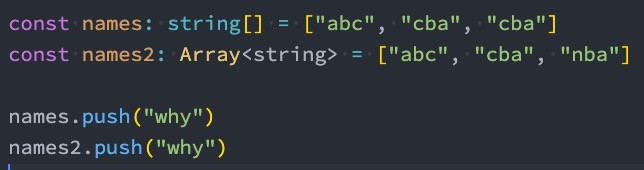 const names: string[] = ["abc", "cba", "cba"]
const names2: Array<string> = ["abc", "cba", "nba"]
names.push("why")
names2.push("why")